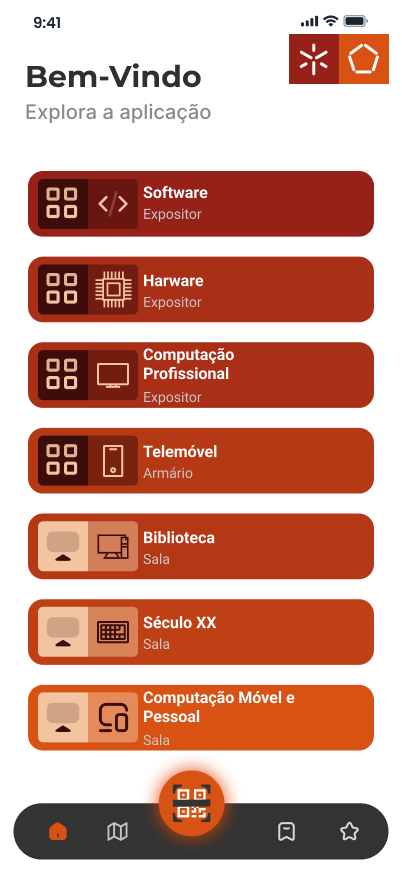 9:41
Bem-Vindo
Explora a aplicação
Software
Expositor
Harware
Expositor
Computação
Profissional
Expositor
Telemóvel
Armário
Biblioteca
Sala
Século XX
Sala
Computação Móvel e
Pessoal
Sala